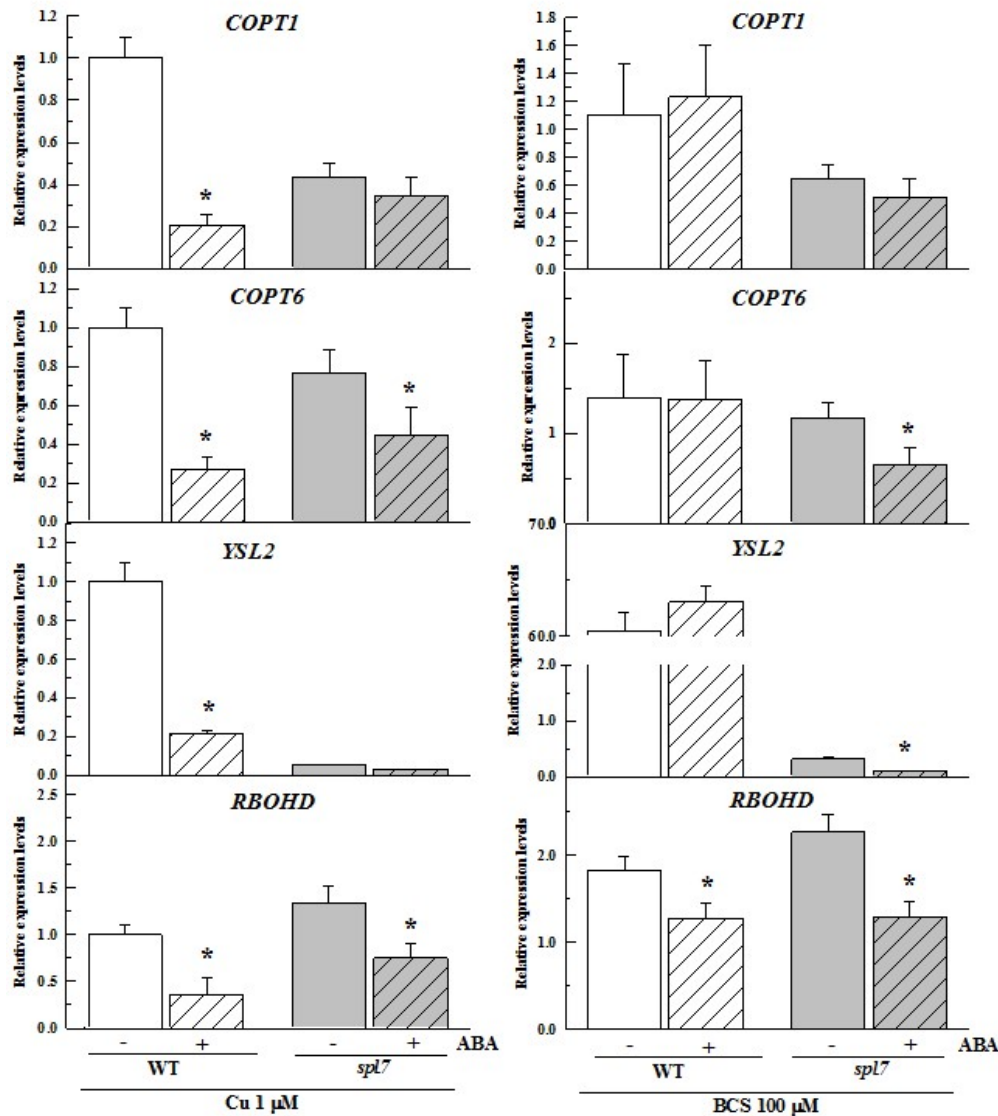 COPT1
Relative expression levels
1.2
1.0
0.8
0.6
0.4
0.2
0.0
*
COPT1
Relative expression levels
1.8
1.6
1.4
1.2
1.0
0.8
0.6
0.4
0.2
0.0
COPT6
Relative expression levels
1.2
1.0
0.8
0.6
0.4
0.2
0.0
*
*
COPT6
Relative expression levels
2
1
0
*
YSL2
Relative expression levels
1.2
1.0
0.8
0.6
0.4
0.2
0.0
*
YSL2
Relative expression levels
70.0
60.0
2.0
1.0
0.0
*
RBOHD
Relative expression levels
2.5
2.0
1.5
1.0
0.5
0.0
*
*
RBOHD
Relative expression levels
2.0
1.0
0.0
*
*
- + - + ABA
WT spl7
Cu 1 µM
- + - + ABA
WT spl7
BCS 100 µM